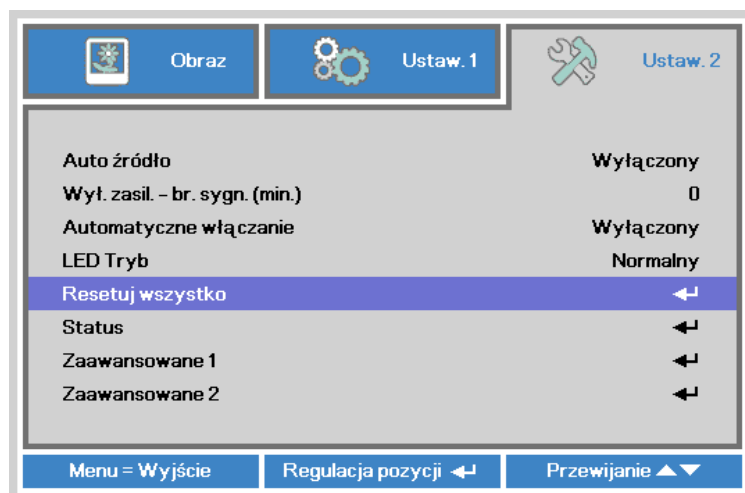 Obraz
Ustaw. 1
Ustaw. 2
Auto źródło Wyłączony
Wył. zasil. – br. sygn. (min.) 0
Automatyczne włączanie Wyłączony
LED Tryb Normalny
Resetuj wszystko
Status
Zaawansowane 1
Zaawansowane 2
Menu = Wyjście
Regulacja pozycji
Przewijanie